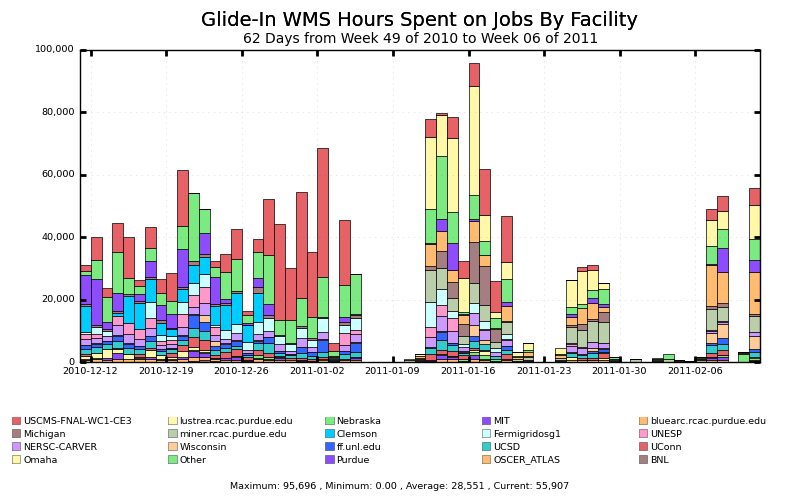 Glide-In WMS Hours Spent on Jobs By Facility
62 Days from Week 49 of 2010 to Week 06 of 2011
100,000
80,000
60,000
40,000
20,000
0
2010-12-12 2010-12-19 2010-12-26 2011-01-02 2011-01-09 2011-01-16 2011-01-23 2011-01-30 2011-02-06
USCMS-FNAL-WC1-CE3 lustrea.rcac.purdue.edu Nebraska MIT bluearc.rcac.purdue.edu
Michigan miner.rcac.purdue.edu Clemson Fermigridosg1 UNESP
NERSC-CARVER Wisconsin ff.unl.edu UCSD UConn
Omaha Other Purdue OSCER_ATLAS BNL
Maximum: 95,696 , Minimum: 0.00 , Average: 28,551 , Current: 55,907